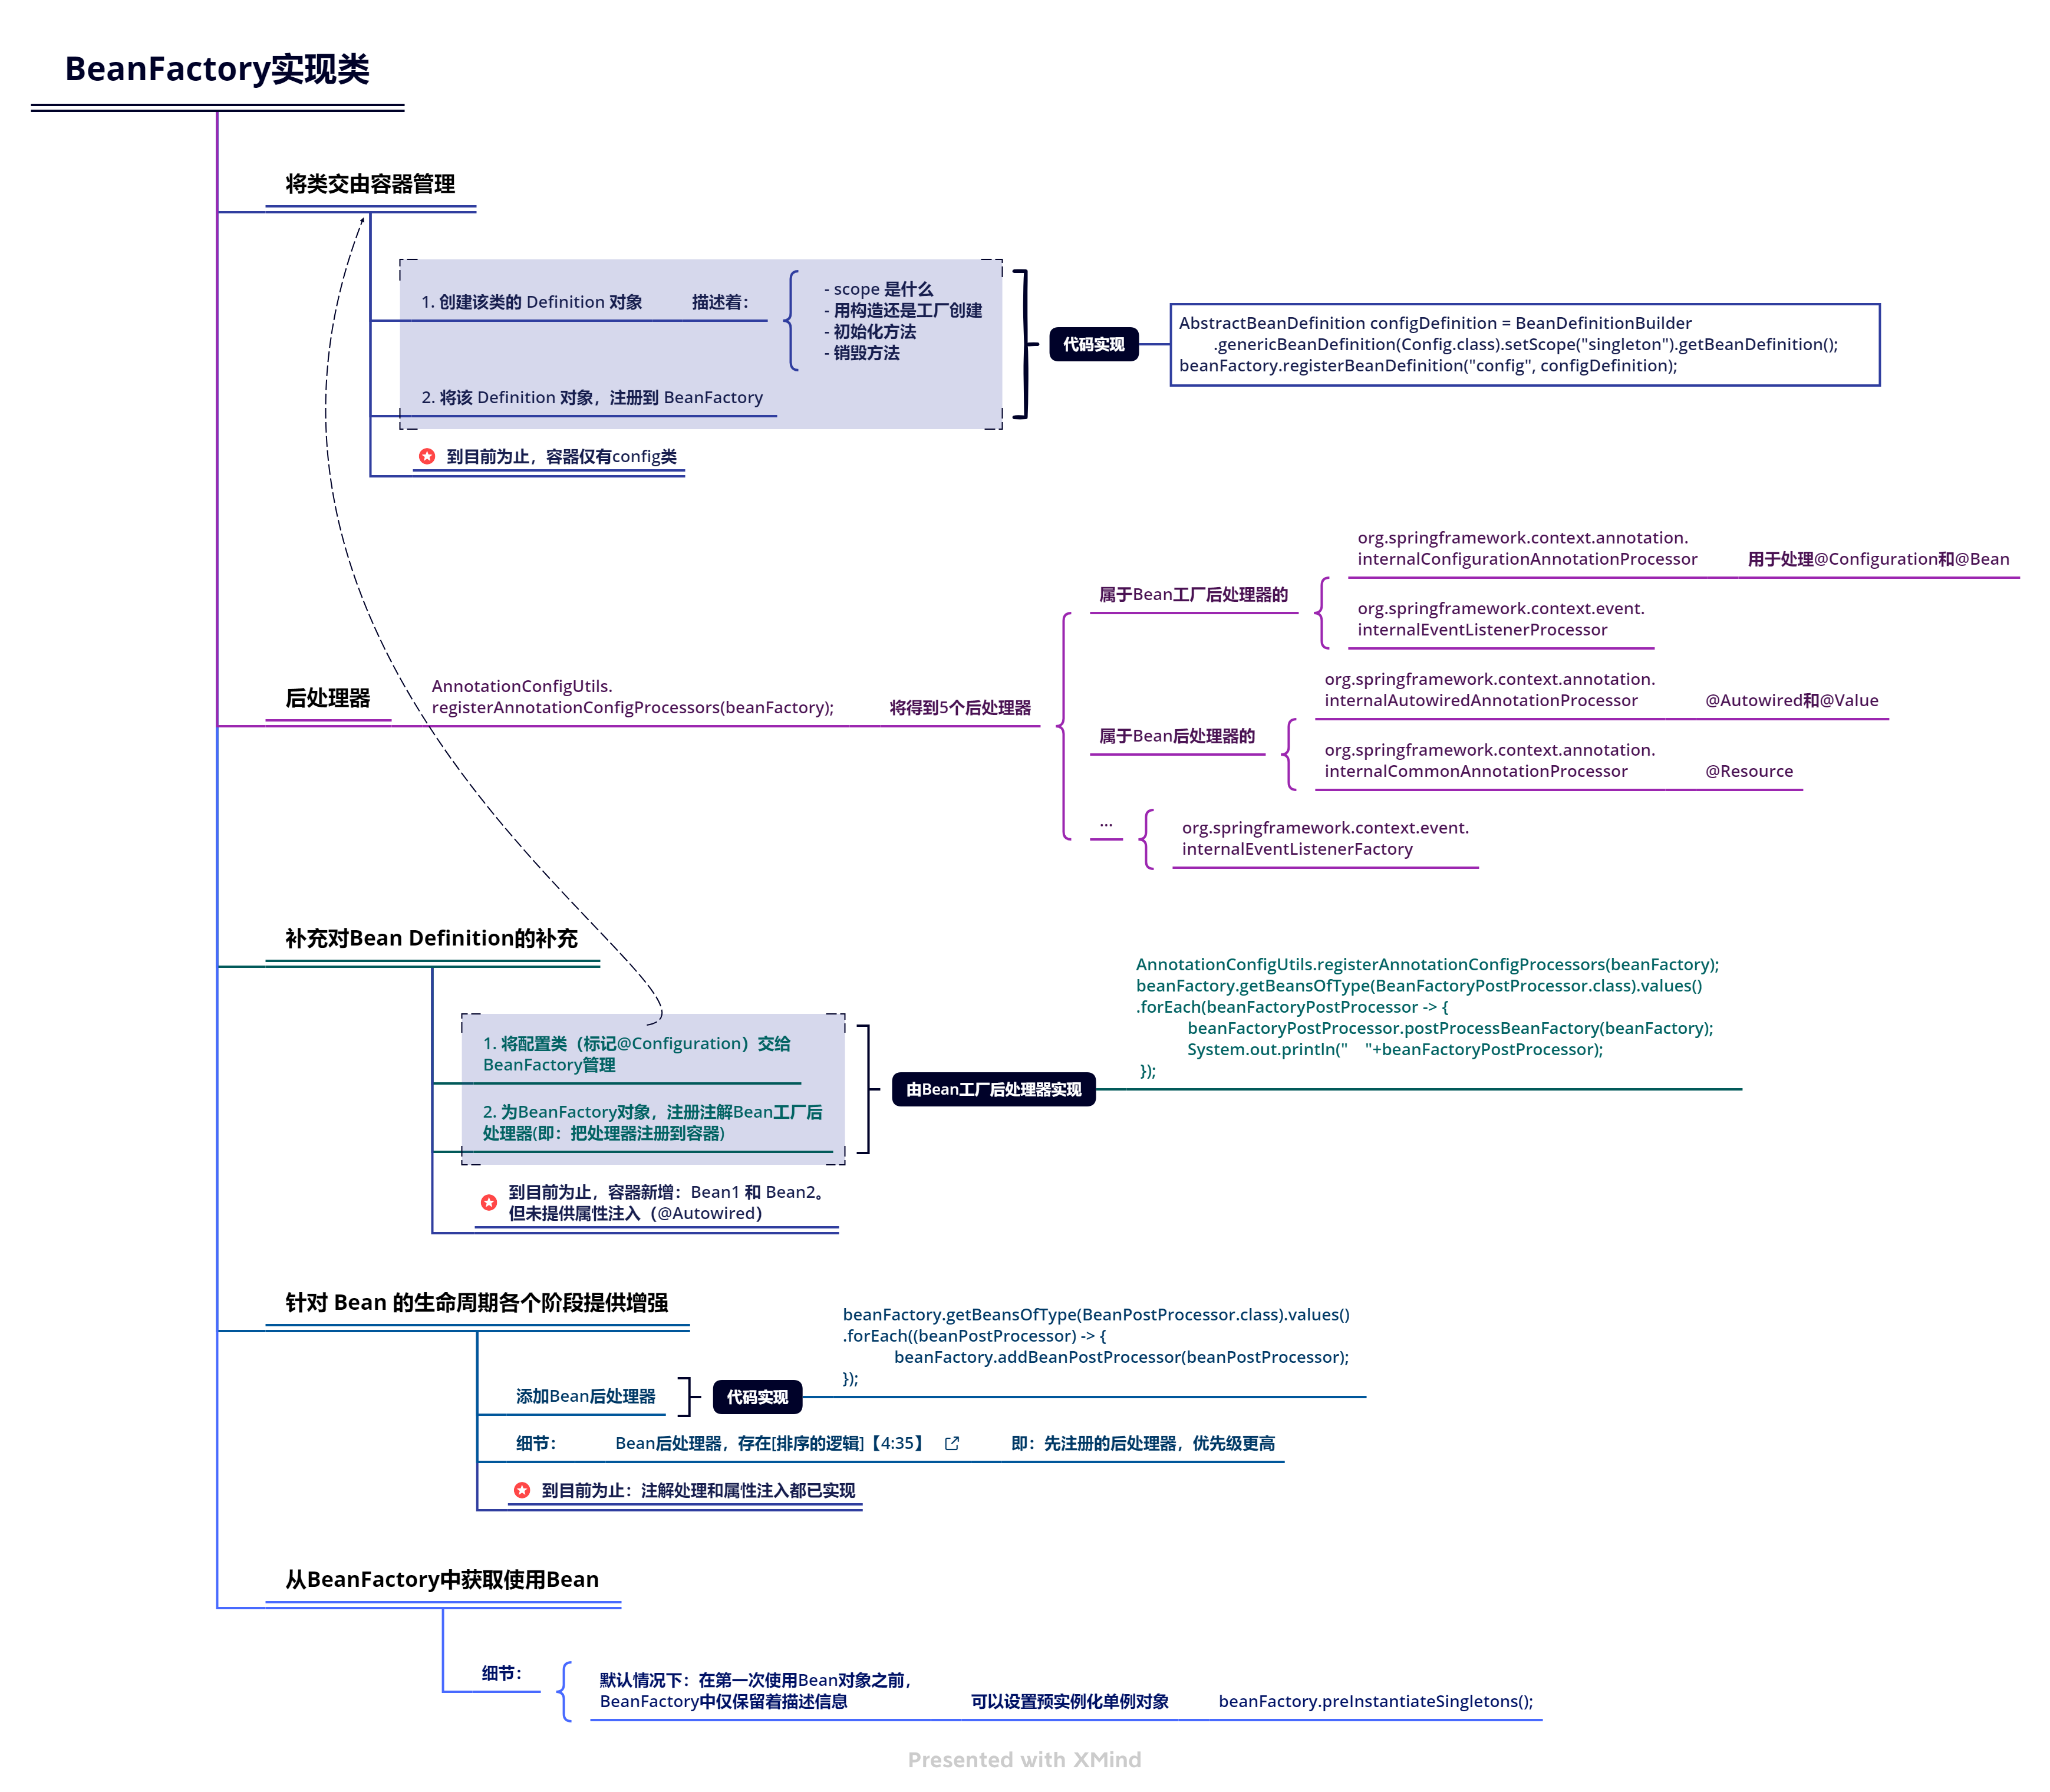 BeanFactory实现类
将类交由容器管理
1. 创建该类的 Definition 对象
描述着：
- scope 是什么
- 用构造还是工厂创建
- 初始化方法
- 销毁方法
2. 将该 Definition 对象，注册到 BeanFactory
代码实现
AbstractBeanDefinition configDefinition = BeanDefinitionBuilder
.genericBeanDefinition(Config.class).setScope("singleton").getBeanDefinition();
beanFactory.registerBeanDefinition("config", configDefinition);
到目前为止，容器仅有config类
后处理器
AnnotationConfigUtils.
registerAnnotationConfigProcessors(beanFactory);
将得到5个后处理器
属于Bean工厂后处理器的
org.springframework.context.annotation.
internalConfigurationAnnotationProcessor
用于处理@Configuration和@Bean
org.springframework.context.event.
internalEventListenerProcessor
属于Bean后处理器的
org.springframework.context.annotation.
internalAutowiredAnnotationProcessor
@Autowired和@Value
org.springframework.context.annotation.
internalCommonAnnotationProcessor
@Resource
...
org.springframework.context.event.
internalEventListenerFactory
补充对Bean Definition的补充
1. 将配置类（标记@Configuration）交给
BeanFactory管理
2. 为BeanFactory对象，注册注解Bean工厂后
处理器(即：把处理器注册到容器)
由Bean工厂后处理器实现
AnnotationConfigUtils.registerAnnotationConfigProcessors(beanFactory);
beanFactory.getBeansOfType(BeanFactoryPostProcessor.class).values()
.forEach(beanFactoryPostProcessor -> {
beanFactoryPostProcessor.postProcessBeanFactory(beanFactory);
System.out.println("    "+beanFactoryPostProcessor);
});
到目前为止，容器新增：Bean1 和 Bean2。
但未提供属性注入（@Autowired）
针对 Bean 的生命周期各个阶段提供增强
添加Bean后处理器
代码实现
beanFactory.getBeansOfType(BeanPostProcessor.class).values()
.forEach((beanPostProcessor) -> {
beanFactory.addBeanPostProcessor(beanPostProcessor);
});
细节：
Bean后处理器，存在[排序的逻辑]【4:35】
即：先注册的后处理器，优先级更高
到目前为止：注解处理和属性注入都已实现
从BeanFactory中获取使用Bean
细节：
默认情况下：在第一次使用Bean对象之前，
BeanFactory中仅保留着描述信息
可以设置预实例化单例对象
beanFactory.preInstantiateSingletons();
Presented with XMind